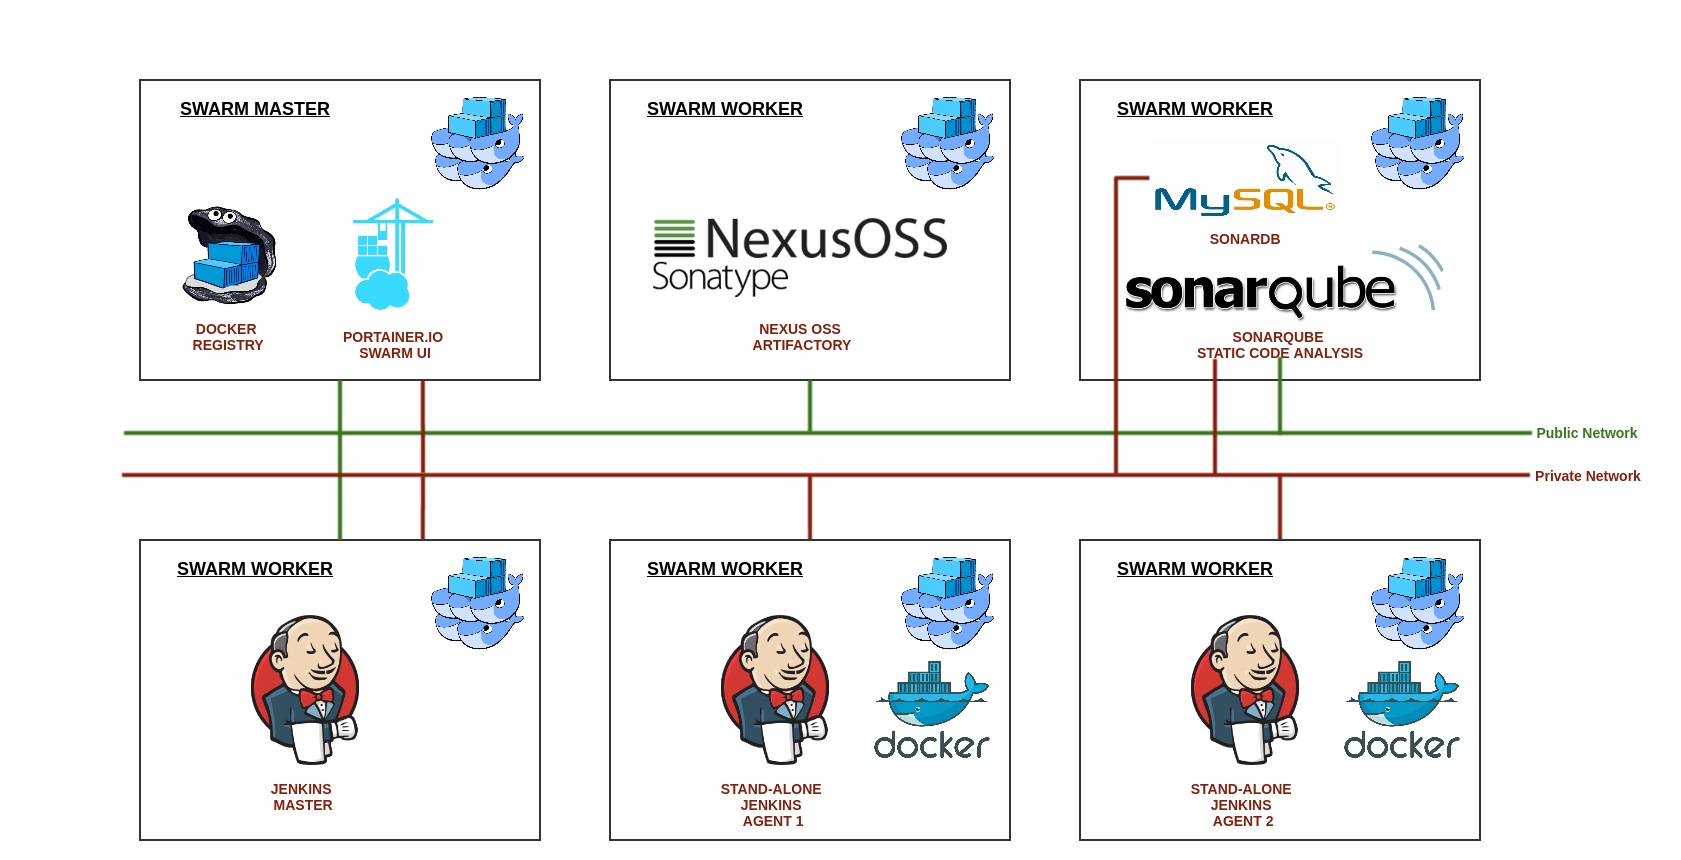 SWARM MASTER
DOCKER
REGISTRY
PORTAINER.IO
SWARM UI
SWARM WORKER
NexusOSS
Sonatype
NEXUS OSS
ARTIFACTORY
SWARM WORKER
MySQL®
SONARDB
sonarqube
SONARQUBE
STATIC CODE ANALYSIS
Public Network
Private Network
SWARM WORKER
JENKINS
MASTER
SWARM WORKER
docker
STAND-ALONE
JENKINS
AGENT 1
SWARM WORKER
docker
STAND-ALONE
JENKINS
AGENT 2